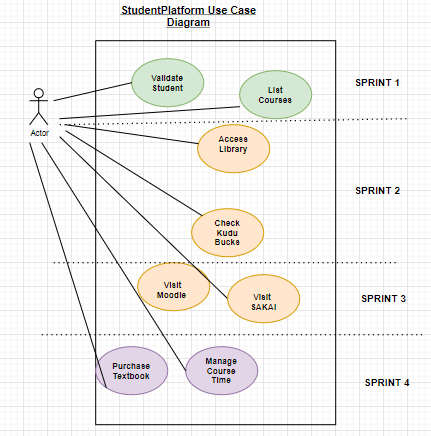 StudentPlatform Use Case
Diagram
Validate
Student
List
Courses
SPRINT 1
Actor
Access
Library
SPRINT 2
Check
Kudu
Bucks
Visit
Moodle
Visit
SAKAI
SPRINT 3
Purchase
Textbook
Manage
Course
Time
SPRINT 4